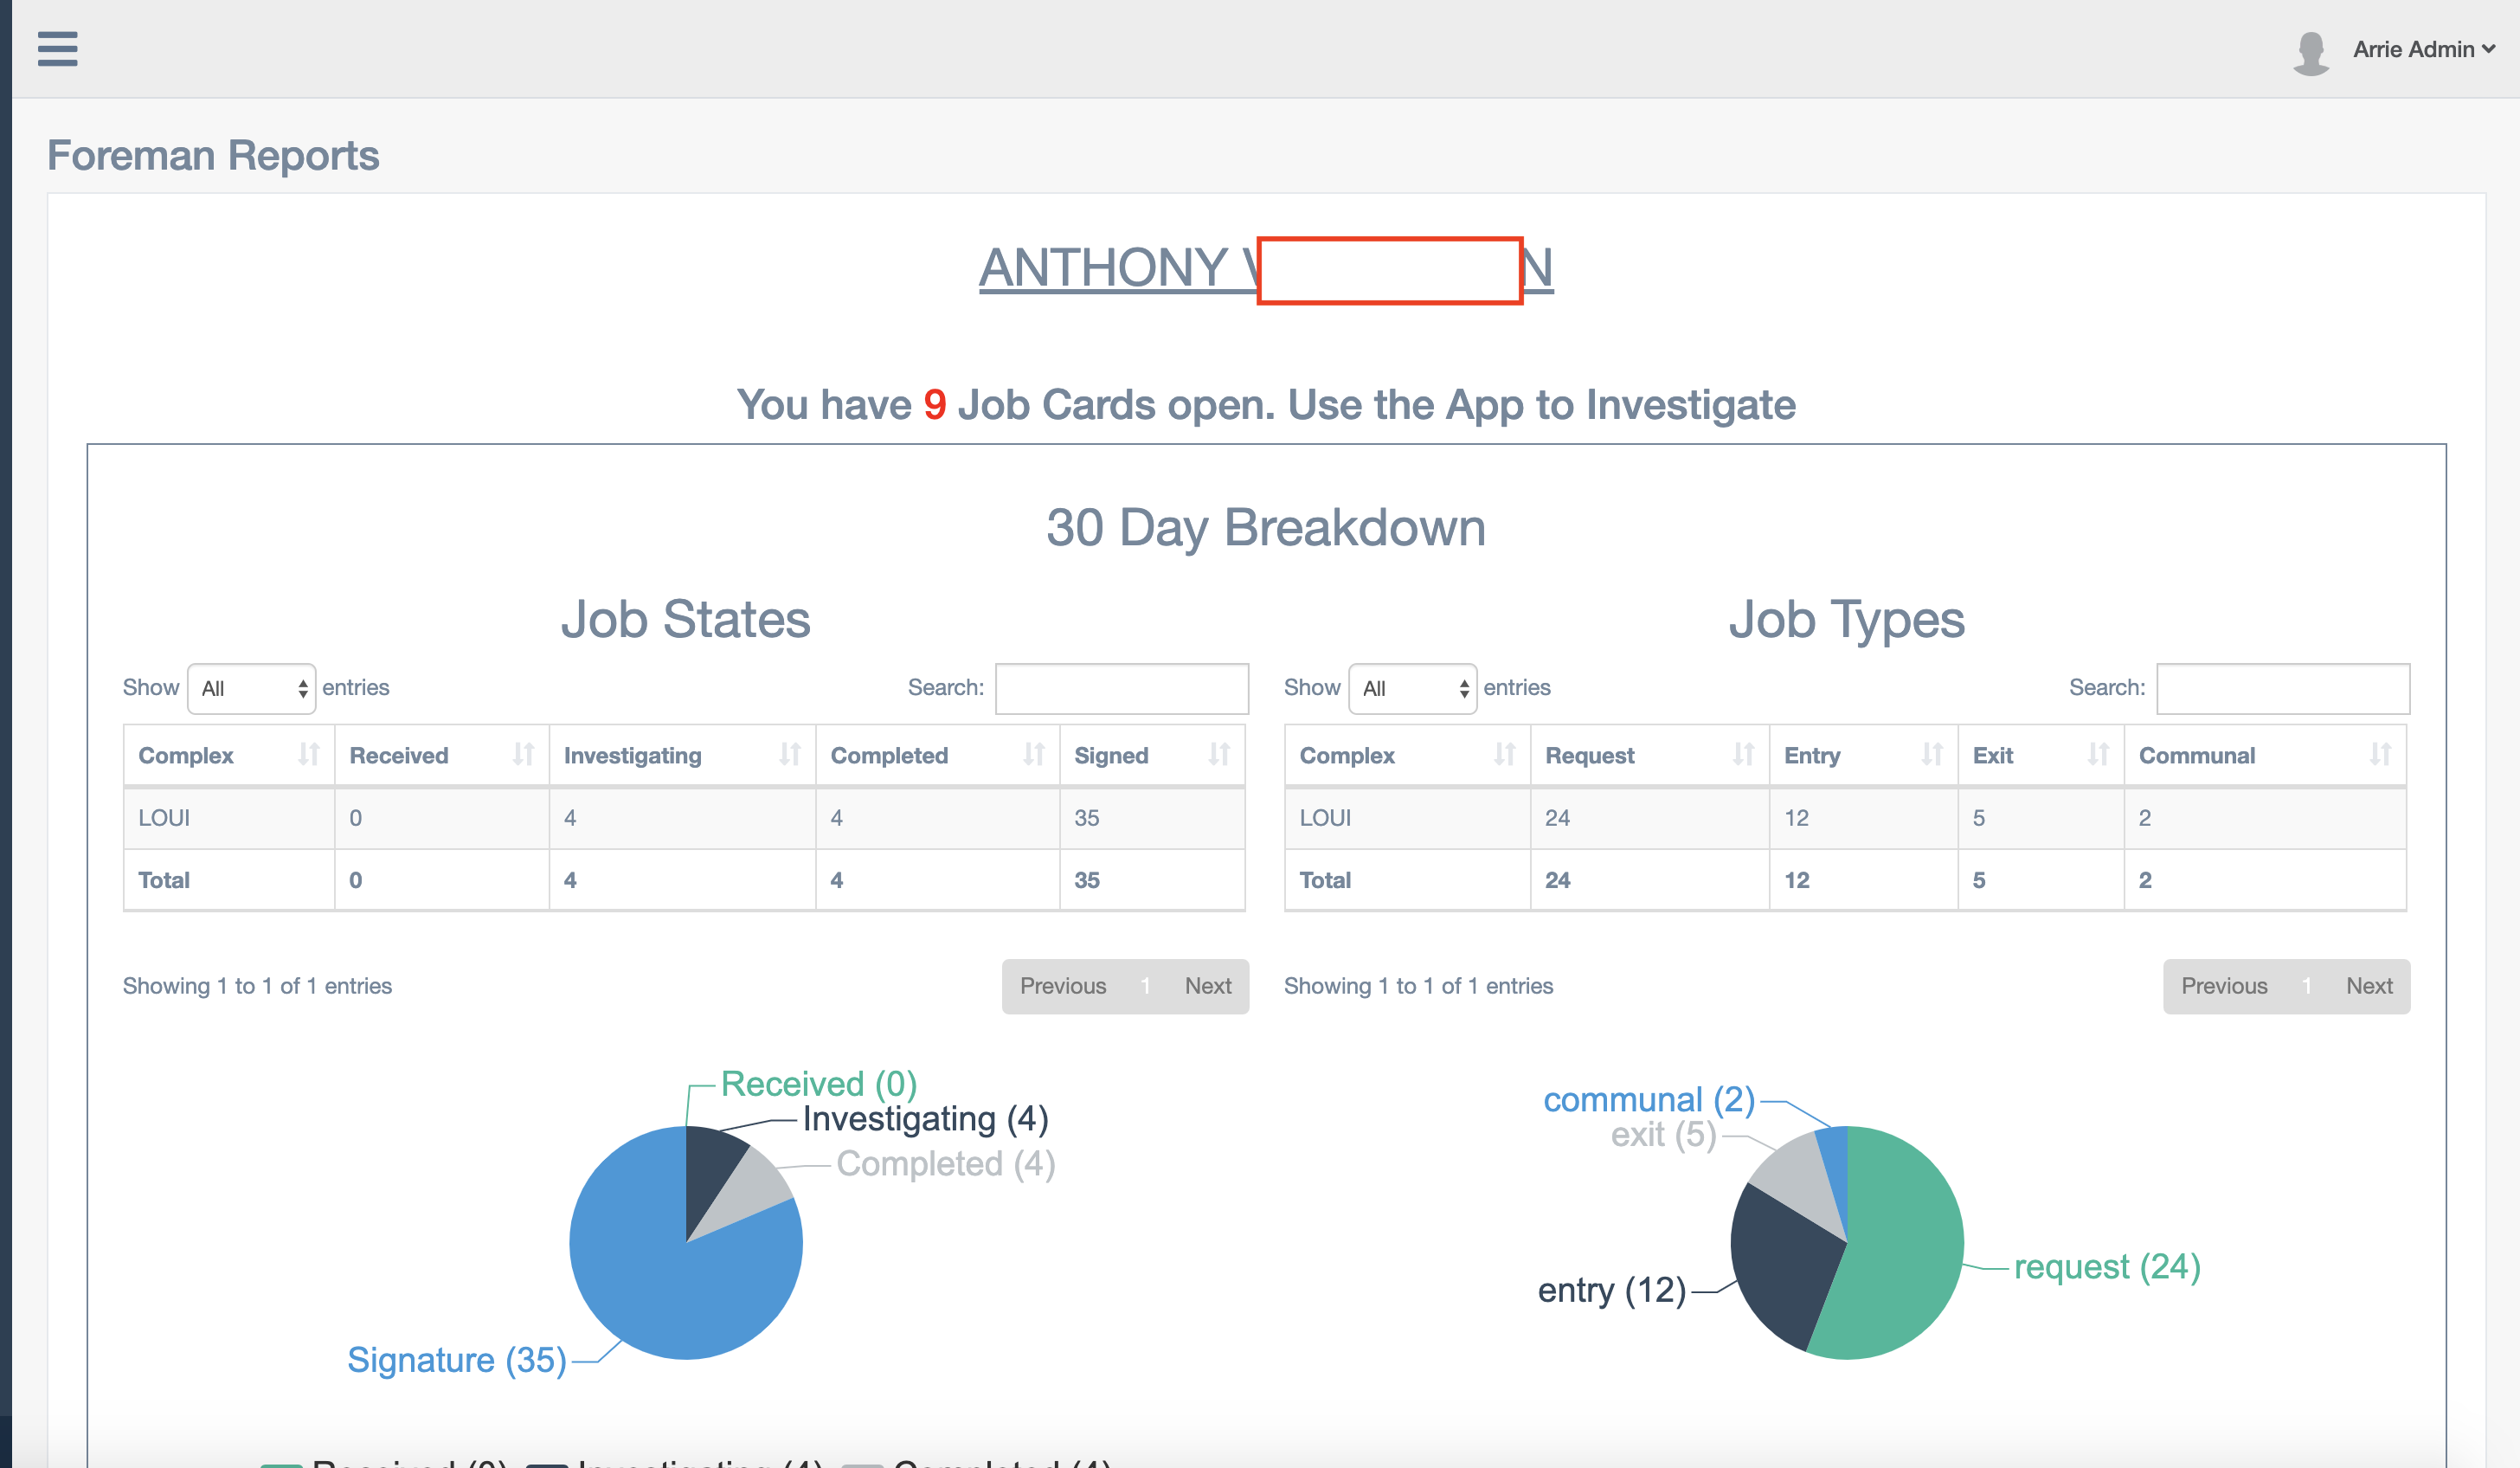 Arrie Admin
Foreman Reports
ANTHONY
You have 9 Job Cards open. Use the App to Investigate
30 Day Breakdown
Job States
Show All entries
Search:
Complex Received Investigating Completed Signed
LOUI 0 4 4 35
Total 0 4 4 35
Showing 1 to 1 of 1 entries
Previous 1 Next
Received (0)
Investigating (4)
Completed (4)
Signature (35)
Job Types
Show All entries
Search:
Complex Request Entry Exit Communal
LOUI 24 12 5 2
Total 24 12 5 2
Showing 1 to 1 of 1 entries
Previous 1 Next
communal (2)
exit (5)
entry (12)
request (24)
Received (0) Investigating (4) Completed (4)